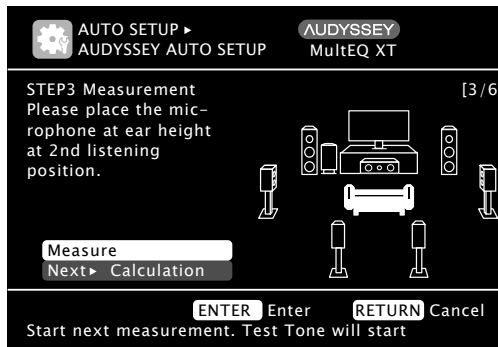 AUTO SETUP ▸
AUDYSSEY AUTO SETUP
AUDYSSEY
MultEQ XT
STEP3 Measurement
[3/6
Please place the mic-
rophone at ear height
at 2nd listening
position.
Measure
Next▸ Calculation
ENTER Enter RETURN Cancel
Start next measurement. Test Tone will start